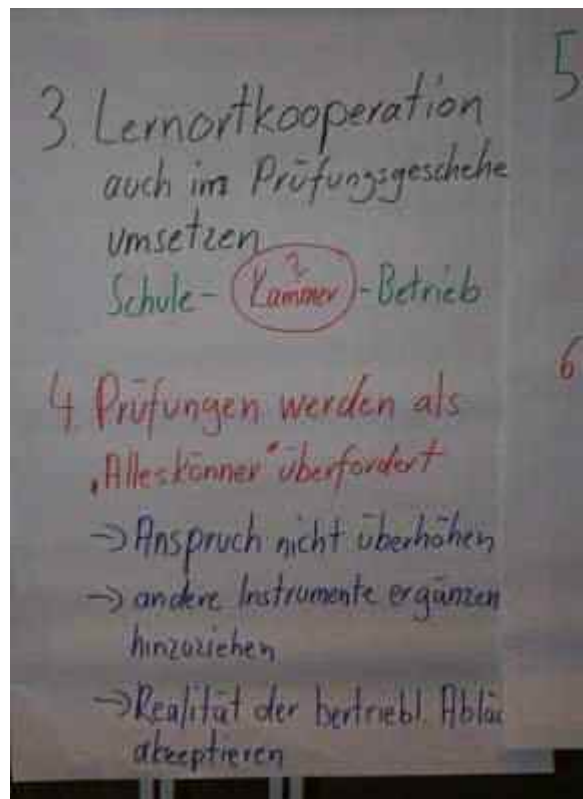 3. Lernortkooperation
auch im Prüfungsgeschehe
umsetzen
?
Schule - Kammer - Betrieb
4. Prüfungen werden als
"Alleskönner" überfordert
→ Anspruch nicht überhöhen
→ andere Instrumente ergänzen
hinzuziehen
→ Realität der bertriebl. Abläu
akzeptieren
5
6